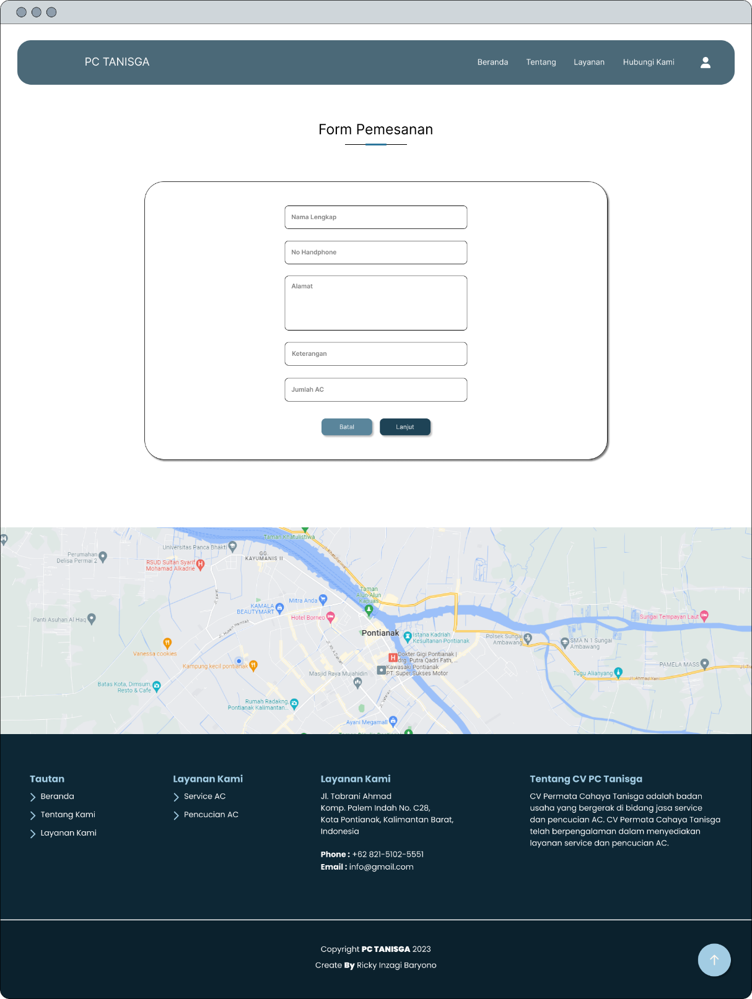 PC TANISGA
Beranda
Tentang
Layanan
Hubungi Kami
Form Pemesanan
Nama Lengkap
No Handphone
Alamat
Keterangan
Jumlah AC
Batal
Lanjut
Taman Khatulistiwa
Universitas Panca Bhakti
GG.
KAYUMANIS II
Perumahan
Delisa Permai 2
RSUD Sultan Syarif
Mohamad Alkadrie
Jl. Khatulistiwa
Taman
Alun-Alun
Kapuas
Mitra Anda
KAMALA
BEAUTYMART
Hotel Borneo
Panti Asuhan Al Haq
Sungai Tempayan Laut
Jl. Husein Hamzah
Pontianak
Istana Kadriah
Kesultanan Pontianak
Polsek Sungai
Ambawang
SMA N 1 Sungai
Ambawang
Vanessa cookies
Dokter Gigi Pontianak |
drg. Putra Qadri Fath, ...
Kampung kecil pontianak
Kawasaki Pontianak
PT. Super Sukses Motor
Masjid Raya Mujahidin
PAMELA MASS
Tugu Alianyang
Jl. Ahmad Yani
Batas Kota, Dimsum,
Resto & Cafe
Rumah Radakng,
Pontianak Kalimantan...
Jl. Veteran
Ayani Megamall
Tautan
Beranda
Tentang Kami
Layanan Kami
Layanan Kami
Service AC
Pencucian AC
Layanan Kami
Jl. Tabrani Ahmad
Komp. Palem Indah No. C28,
Kota Pontianak, Kalimantan Barat,
Indonesia
Phone : +62 821-5102-5551
Email : info@gmail.com
Tentang CV PC Tanisga
CV Permata Cahaya Tanisga adalah badan
usaha yang bergerak di bidang jasa service
dan pencucian AC. CV Permata Cahaya Tanisga
telah berpengalaman dalam menyediakan
layanan service dan pencucian AC.
Copyright PC TANISGA 2023
Create By Ricky Inzagi Baryono